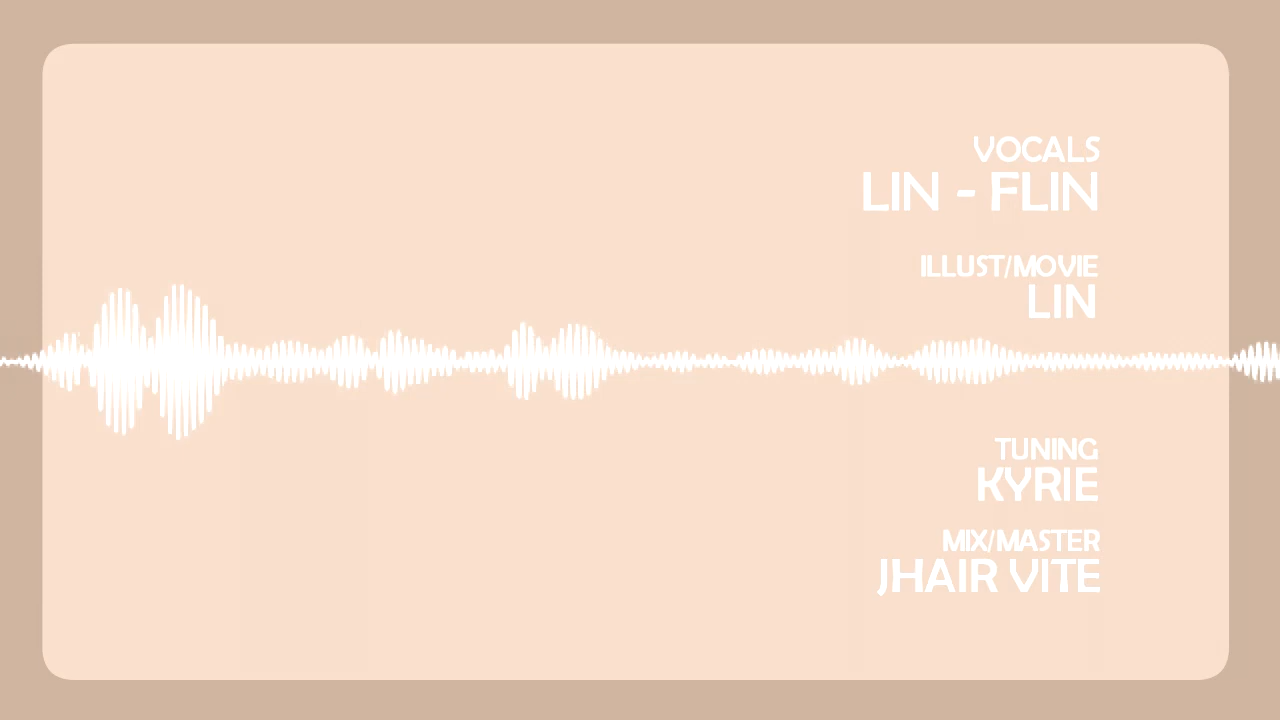 VOCALS
LIN - FLIN
ILLUST/MOVIE
LIN
TUNING
KYRIE
MIX/MASTER
JHAIR VITE